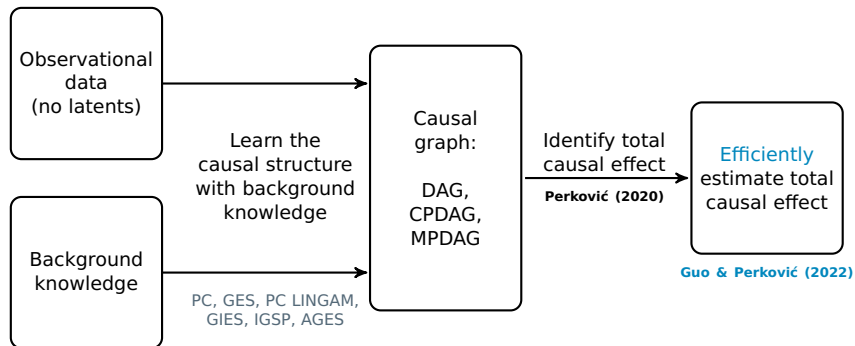 Observational
data
(no latents)
Background
knowledge
Learn the
causal structure
with background
knowledge
PC, GES, PC LINGAM,
GIES, IGSP, AGES
Causal
graph:
DAG,
CPDAG,
MPDAG
Identify total
causal effect
Perković (2020)
Efficiently
estimate total
causal effect
Guo & Perković (2022)